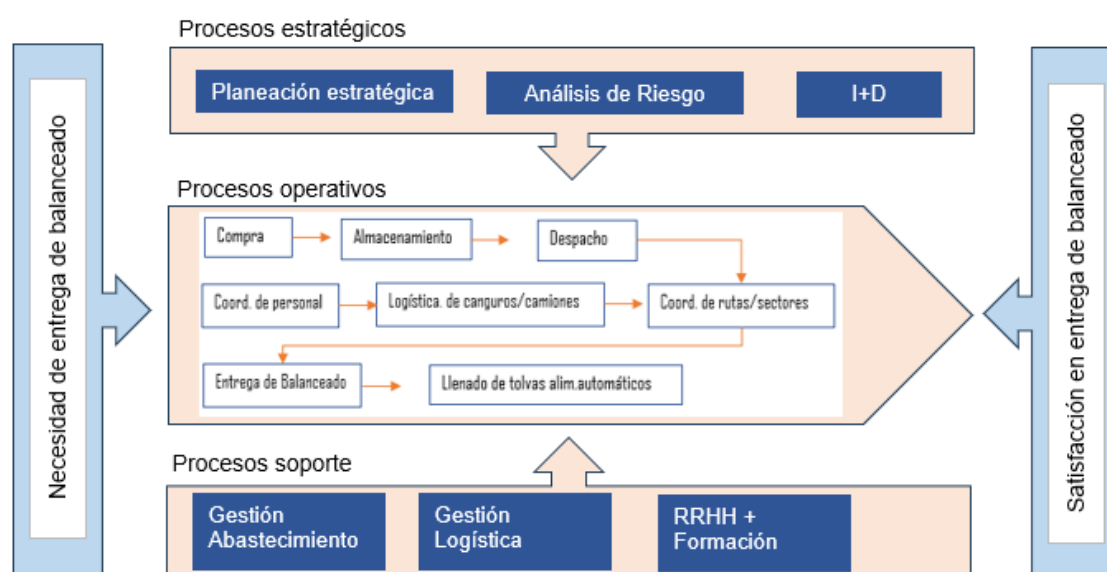 Procesos estratégicos
Planeación estratégica
Análisis de Riesgo
I+D
Necesidad de entrega de balanceado
Procesos operativos
Compra
Almacenamiento
Despacho
Coord. de personal
Logística. de canguros/camiones
Coord. de rutas/sectores
Entrega de Balanceado
Llenado de tolvas alim.automáticos
Satisfacción en entrega de balanceado
Procesos soporte
Gestión
Abastecimiento
Gestión
Logística
RRHH +
Formación